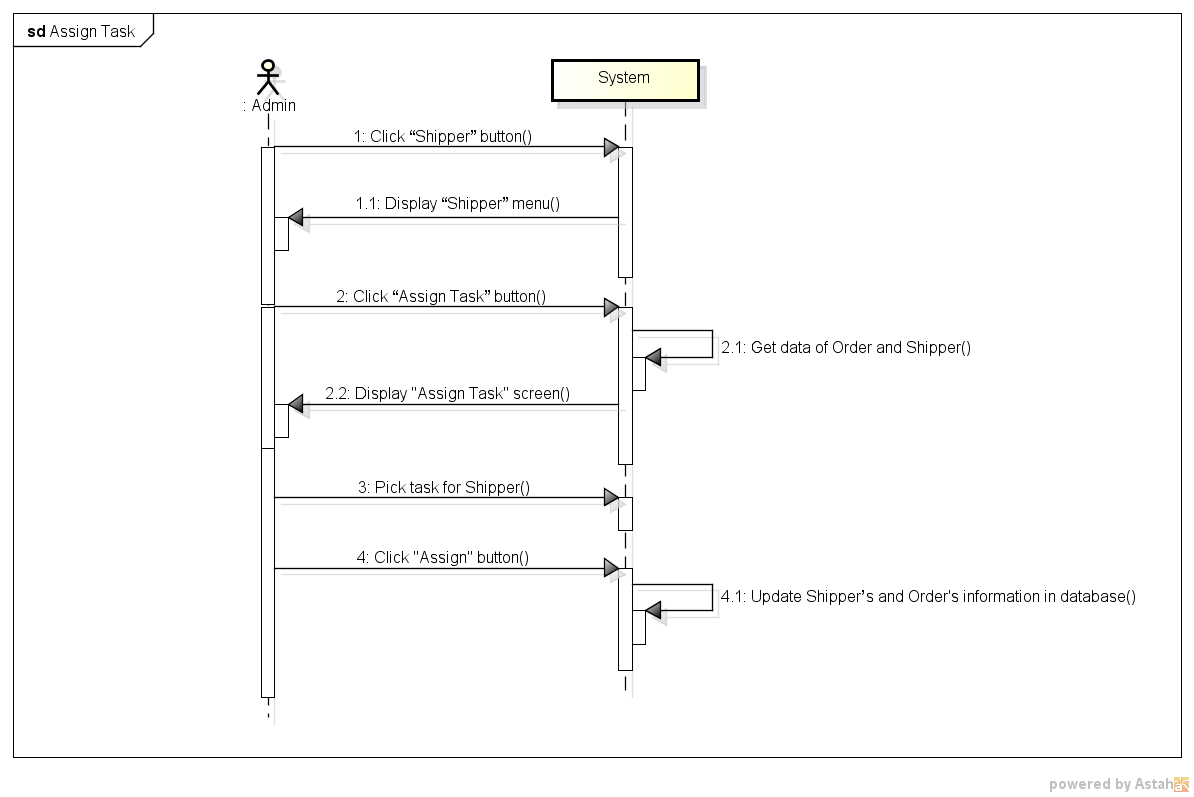 sd Assign Task
System
: Admin
1: Click “Shipper” button()
1.1: Display “Shipper” menu()
2: Click “Assign Task” button()
2.1: Get data of Order and Shipper()
2.2: Display "Assign Task" screen()
3: Pick task for Shipper()
4: Click "Assign" button()
4.1: Update Shipper’s and Order's information in database()
powered by Astah